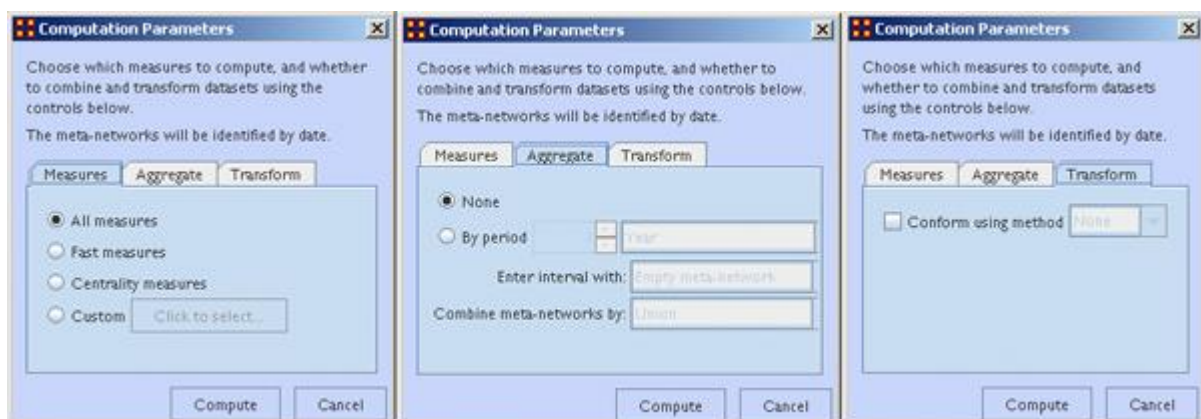 Computation Parameters
Choose which measures to compute, and whether
to combine and transform datasets using the
controls below.
The meta-networks will be identified by date.
Measures Aggregate Transform
All measures
Fast measures
Centrality measures
Custom Click to select...
Compute Cancel
Computation Parameters
Choose which measures to compute, and whether to
combine and transform datasets using the controls below.
The meta-networks will be identified by date.
Measures Aggregate Transform
None
By period Year
Enter interval with: Empty meta-network
Combine meta-networks by: Union
Compute Cancel
Computation Parameters
Choose which measures to compute, and
whether to combine and transform datasets
using the controls below.
The meta-networks will be identified by date.
Measures Aggregate Transform
Conform using method None
Compute Cancel